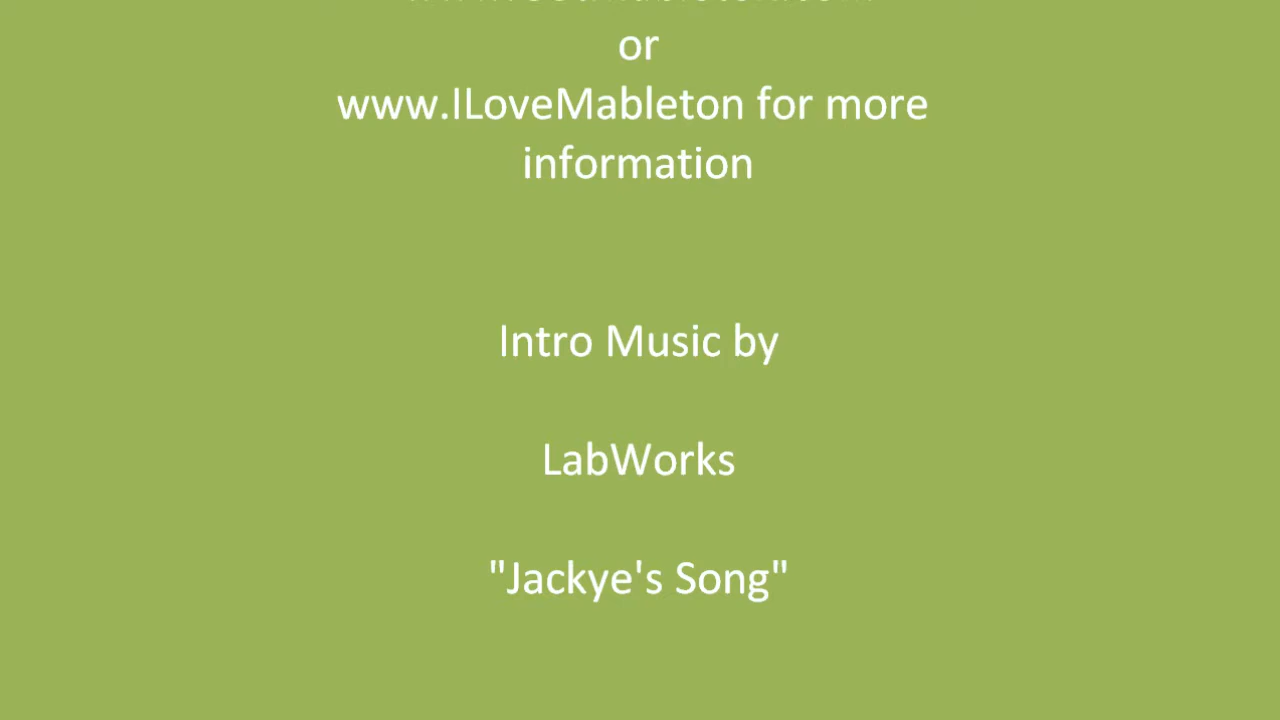 or
www.ILoveMableton for more
information
Intro Music by
LabWorks
"Jackye's Song"